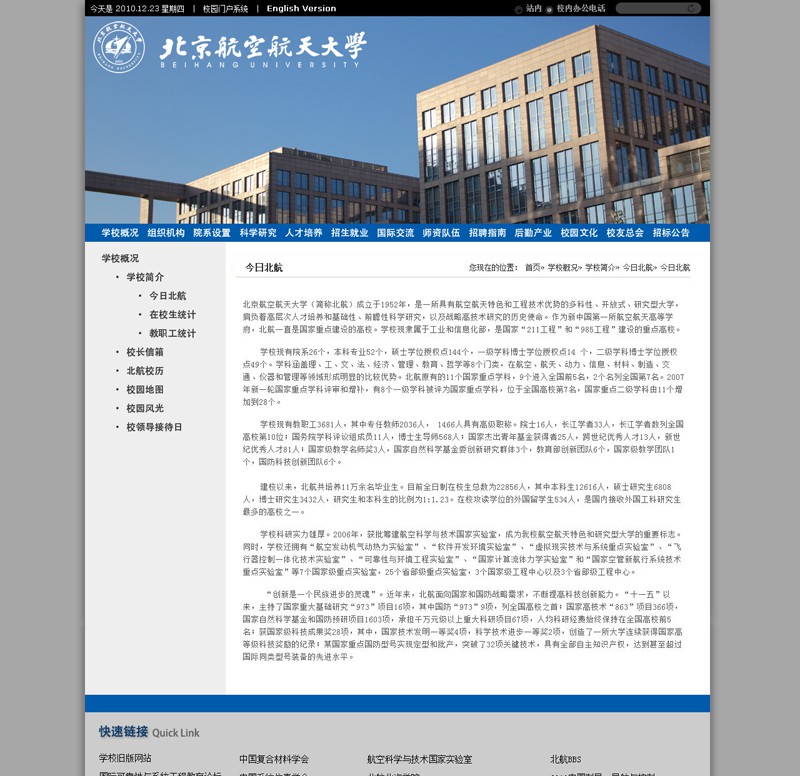 今天是 2010.12.23 星期四 | 校园门户系统 | English Version
站内 校内办公电话
北京航空航天大學
BEIHANG UNIVERSITY
学校概况 组织机构 院系设置 科学研究 人才培养 招生就业 国际交流 师资队伍 招聘指南 后勤产业 校园文化 校友总会 招标公告
学校概况
· 学校简介
· 今日北航
· 在校生统计
· 教职工统计
· 校长信箱
· 北航校历
· 校园地图
· 校园风光
· 校领导接待日
今日北航
您现在的位置: 首页» 学校概况» 学校简介» 今日北航» 今日北航
北京航空航天大学(简称北航)成立于1952年,是一所具有航空航天特色和工程技术优势的多科性、开放式、研究型大学,
肩负着高层次人才培养和基础性、前瞻性科学研究,以及战略高技术研究的历史使命。作为新中国第一所航空航天高等学
府,北航一直是国家重点建设的高校。学校现隶属于工业和信息化部,是国家“211工程”和“985工程”建设的重点高校。
学校现有院系26个,本科专业52个,硕士学位授权点144个,一级学科博士学位授权点14 个,二级学科博士学位授权
点49个。学科涵盖理、工、文、法、经济、管理、教育、哲学等8个门类,在航空、航天、动力、信息、材料、制造、交
通、仪器和管理等领域形成明显的比较优势。北航原有的11个国家重点学科,9个进入全国前5名,2个名列全国第7名。2007
年新一轮国家重点学科评审和增补,有8个一级学科被评为国家重点学科,位于全国高校第7名,国家重点二级学科由11个增
加到28个。
学校现有教职工3681人,其中专任教师2036人, 1466人具有高级职称。院士16人,长江学者33人,长江学者数列全国
高校第10位;国务院学科评议组成员11人,博士生导师568人;国家杰出青年基金获得者25人,跨世纪优秀人才13人,新世
纪优秀人才81人;国家级教学名师奖3人,国家自然科学基金委创新研究群体3个,教育部创新团队6个,国家级教学团队1
个,国防科技创新团队6个。
建校以来,北航共培养11万余名毕业生。目前全日制在校生总数为22856人,其中本科生12616人,硕士研究生6808
人,博士研究生3432人,研究生和本科生的比例为1:1.23。在校攻读学位的外国留学生534人,是国内接收外国工科研究生
最多的高校之一。
学校科研实力雄厚。2006年,获批筹建航空科学与技术国家实验室,成为我校航空航天特色和研究型大学的重要标志。
同时,学校还拥有“航空发动机气动热力实验室”、“软件开发环境实验室”、“虚拟现实技术与系统重点实验室”、“飞
行器控制一体化技术实验室”、“可靠性与环境工程实验室”、“国家计算流体力学实验室”和“国家空管新航行系统技术
重点实验室”等7个国家级重点实验室,25个省部级重点实验室,3个国家级工程中心以及3个省部级工程中心。
“创新是一个民族进步的灵魂”。近年来,北航面向国家和国防战略需求,不断提高科技创新能力。“十一五”以
来,主持了国家重大基础研究“973”项目16项,其中国防“973”9项,列全国高校之首;国家高技术“863”项目366项,
国家自然科学基金和国防预研项目1603项,承担千万元级以上重大科研项目67项,人均科研经费始终保持在全国高校前5
名;获国家级科技成果奖28项,其中,国家技术发明一等奖4项,科学技术进步一等奖2项,创造了一所大学连续获得国家高
等级科技奖励的纪录;某国家重点国防型号实现定型和批产,突破了32项关键技术,具有全部自主知识产权,达到甚至超过
国际同类型号装备的先进水平。
快速链接 Quick Link
学校旧版网站 中国复合材料学会 航空科学与技术国家实验室 北航BBS